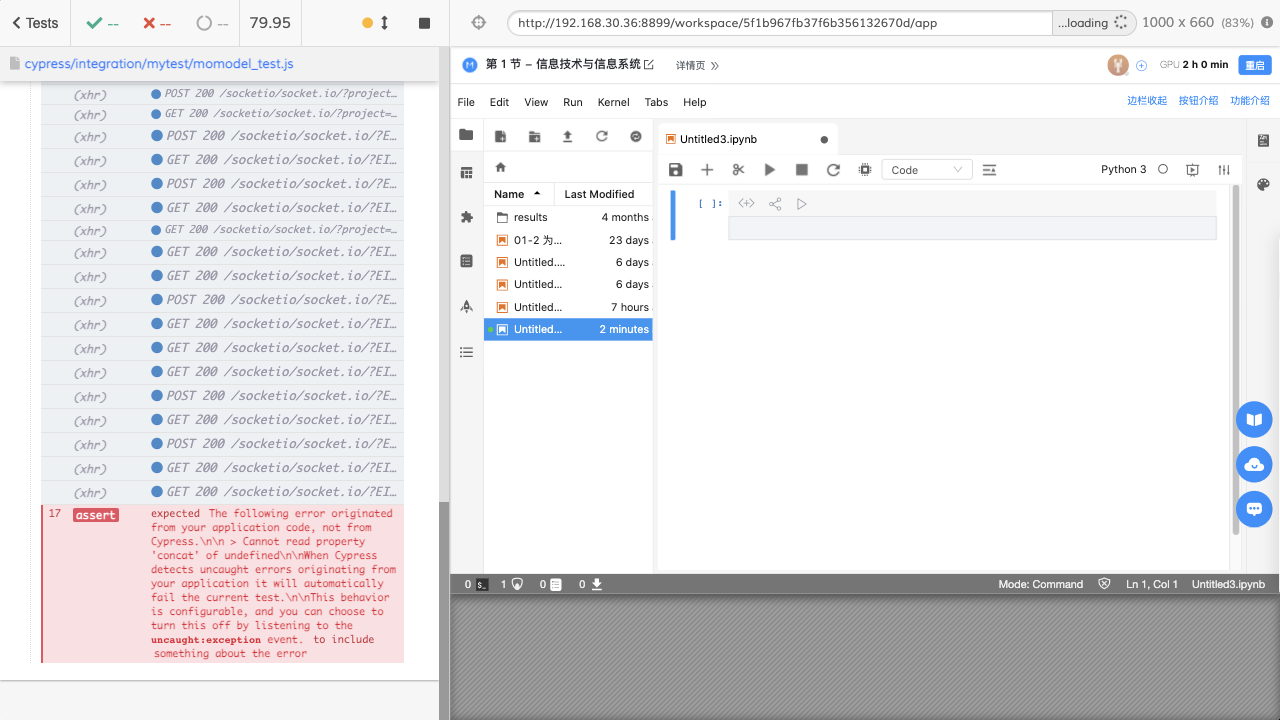 Tests
--
--
--
79.95
http://192.168.30.36:8899/workspace/5f1b967fb37f6b356132670d/app
...loading
1000 x 660 (83%)
cypress/integration/mytest/momodel_test.js
(xhr) POST 200 /socketio/socket.io/?project...
(xhr) GET 200 /socketio/socket.io/?project=...
(xhr) POST 200 /socketio/socket.io/?E...
(xhr) GET 200 /socketio/socket.io/?EI...
(xhr) POST 200 /socketio/socket.io/?E...
(xhr) GET 200 /socketio/socket.io/?EI...
(xhr) GET 200 /socketio/socket.io/?project=...
(xhr) GET 200 /socketio/socket.io/?EI...
(xhr) GET 200 /socketio/socket.io/?EI...
(xhr) POST 200 /socketio/socket.io/?E...
(xhr) GET 200 /socketio/socket.io/?EI...
(xhr) GET 200 /socketio/socket.io/?EI...
(xhr) GET 200 /socketio/socket.io/?EI...
(xhr) POST 200 /socketio/socket.io/?E...
(xhr) GET 200 /socketio/socket.io/?EI...
(xhr) POST 200 /socketio/socket.io/?E...
(xhr) GET 200 /socketio/socket.io/?EI...
(xhr) GET 200 /socketio/socket.io/?EI...
17 assert expected The following error originated
from your application code, not from
Cypress.\n\n > Cannot read property
'concat' of undefined\n\nWhen Cypress
detects uncaught errors originating from
your application it will automatically
fail the current test.\n\nThis behavior
is configurable, and you can choose to
turn this off by listening to the
uncaught:exception event. to include
something about the error
M 第 1 节 – 信息技术与信息系统 详情页
GPU 2 h 0 min 重启
File Edit View Run Kernel Tabs Help
边栏收起 按钮介绍 功能介绍
Name Last Modified
results 4 months
01-2 为... 23 days
Untitled.... 6 days
Untitled... 6 days
Untitled... 7 hours
Untitled... 2 minutes
Untitled3.ipynb
Code Python 3
[ ]:
0 1 0 0
Mode: Command Ln 1, Col 1 Untitled3.ipynb